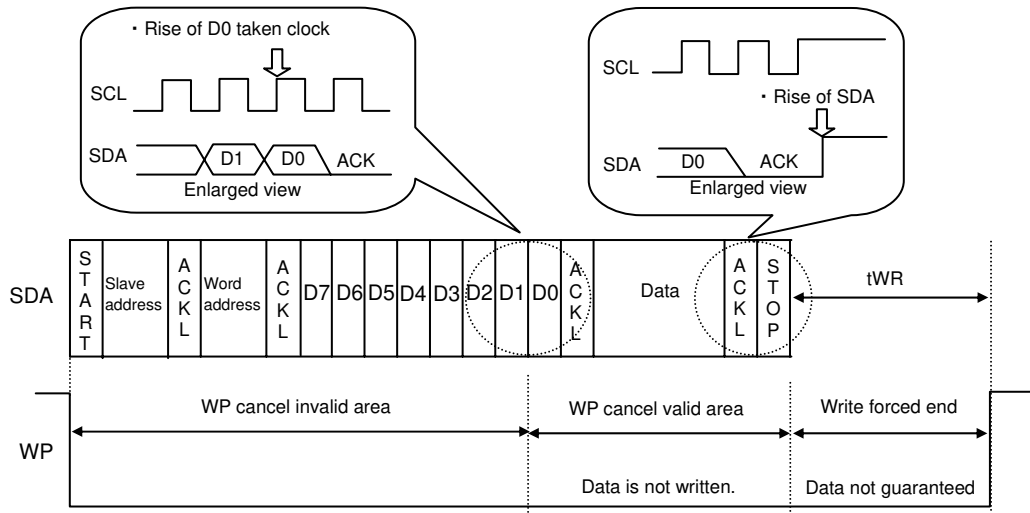 ・Rise of D0 taken clock
SCL
SDA
D1
D0
ACK
Enlarged view
SCL
・Rise of SDA
SDA
D0
ACK
Enlarged view
SDA
START
Slave
address
ACKL
Word
address
ACKL
D7
D6
D5
D4
D3
D2
D1
D0
ACKL
Data
ACKL
STOP
tWR
WP
WP cancel invalid area
WP cancel valid area
Write forced end
Data is not written.
Data not guaranteed